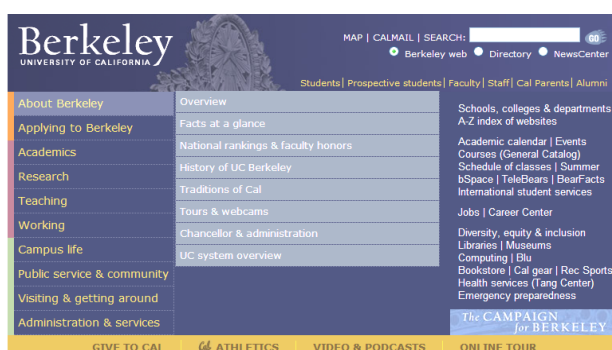 Berkeley
UNIVERSITY OF CALIFORNIA
MAP | CALMAIL | SEARCH: GO
Berkeley web Directory NewsCenter
Students| Prospective students| Faculty| Staff| Cal Parents| Alumni
About Berkeley
Applying to Berkeley
Academics
Research
Teaching
Working
Campus life
Public service & community
Visiting & getting around
Administration & services
Overview
Facts at a glance
National rankings & faculty honors
History of UC Berkeley
Traditions of Cal
Tours & webcams
Chancellor & administration
UC system overview
Schools, colleges & departments
A-Z index of websites
Academic calendar | Events
Courses (General Catalog)
Schedule of classes | Summer
bSpace | TeleBears | BearFacts
International student services
Jobs | Career Center
Diversity, equity & inclusion
Libraries | Museums
Computing | Blu
Bookstore | Cal gear | Rec Sports
Health services (Tang Center)
Emergency preparedness
The CAMPAIGN
for BERKELEY
GIVE TO CAL Cal ATHLETICS VIDEO & PODCASTS ONLINE TOUR